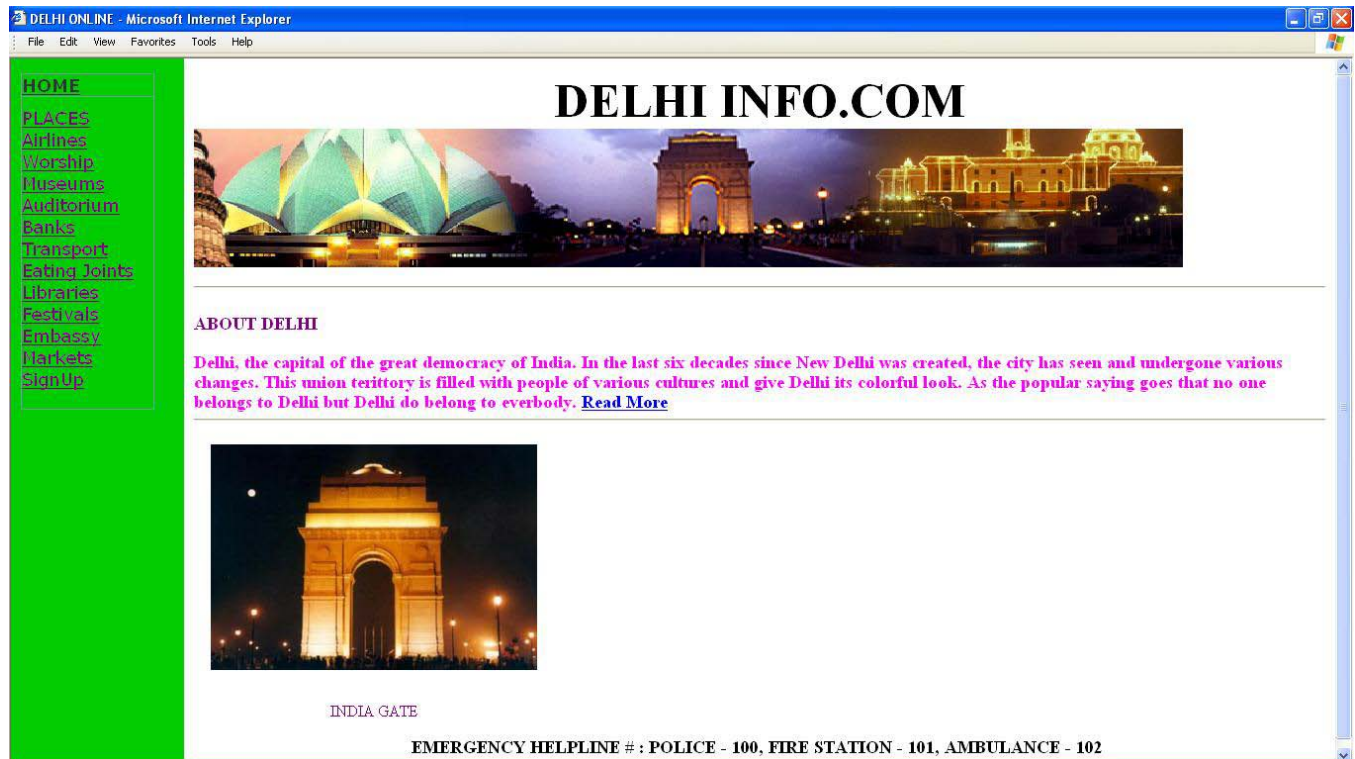 DELHI ONLINE - Microsoft Internet Explorer
File Edit View Favorites Tools Help
HOME
PLACES
Airlines
Worship
Museums
Auditorium
Banks
Transport
Eating Joints
Libraries
Festivals
Embassy
Markets
SignUp
DELHI INFO.COM
ABOUT DELHI
Delhi, the capital of the great democracy of India. In the last six decades since New Delhi was created, the city has seen and undergone various
changes. This union terittory is filled with people of various cultures and give Delhi its colorful look. As the popular saying goes that no one
belongs to Delhi but Delhi do belong to everbody. Read More
INDIA GATE
EMERGENCY HELPLINE # : POLICE - 100, FIRE STATION - 101, AMBULANCE - 102